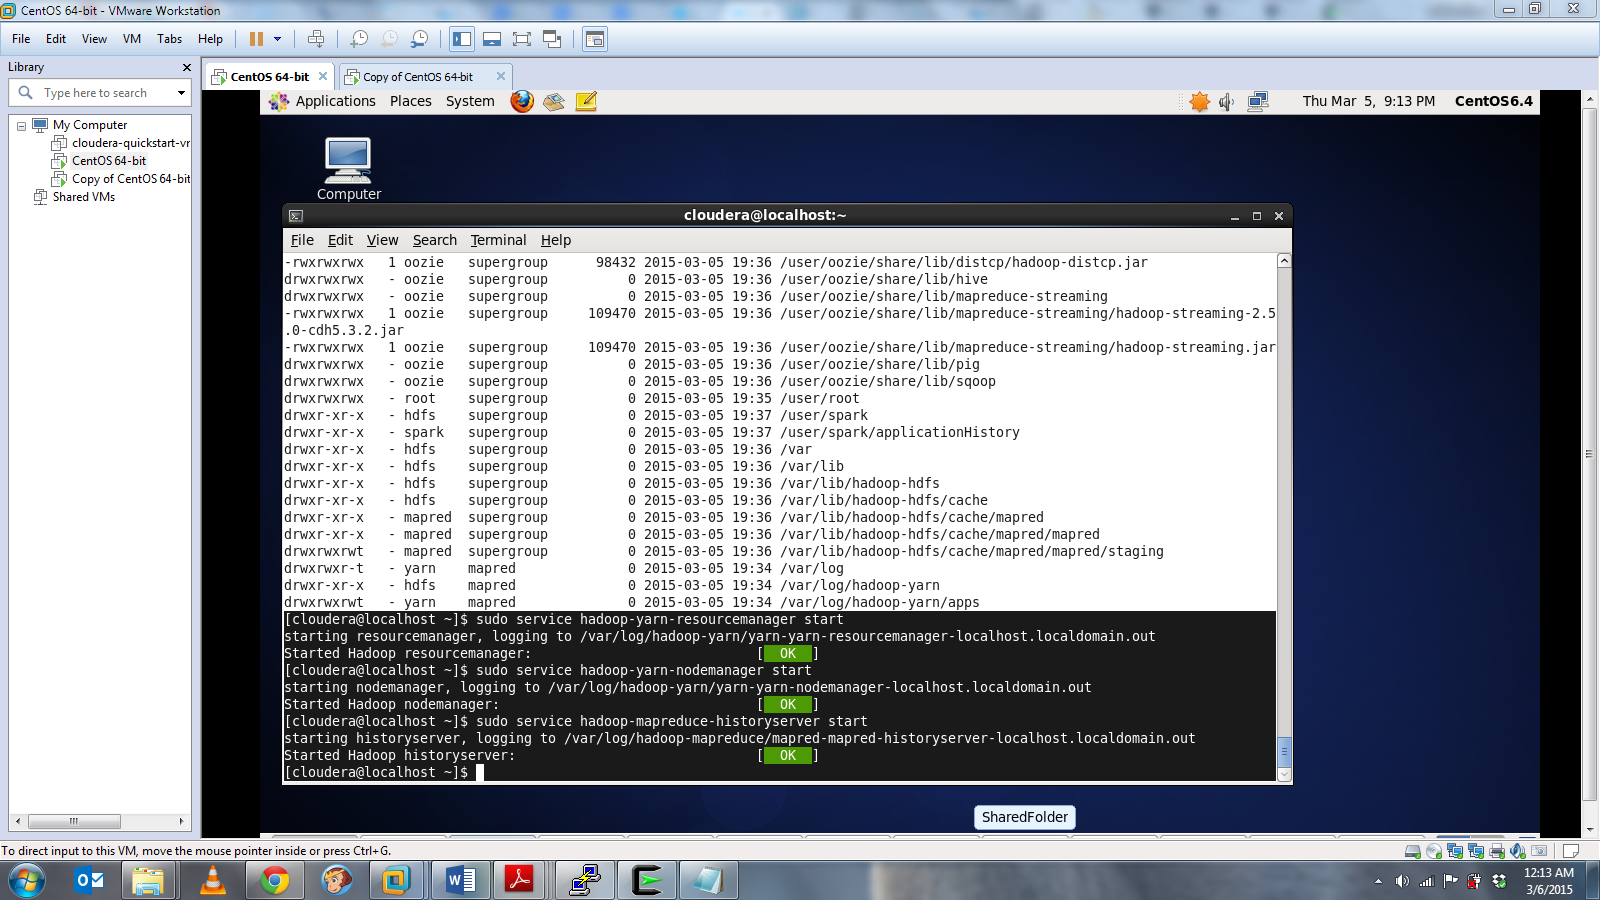 CentOS 64-bit - VMware Workstation
File Edit View VM Tabs Help
Library
Type here to search
My Computer
cloudera-quickstart-vr
CentOS 64-bit
Copy of CentOS 64-bit
Shared VMs
CentOS 64-bit Copy of CentOS 64-bit
Applications Places System Thu Mar 5, 9:13 PM CentOS6.4
Computer
cloudera@localhost:~
File Edit View Search Terminal Help
-rwxrwxrwx 1 oozie supergroup 98432 2015-03-05 19:36 /user/oozie/share/lib/distcp/hadoop-distcp.jar
drwxrwxrwx - oozie supergroup 0 2015-03-05 19:36 /user/oozie/share/lib/hive
drwxrwxrwx - oozie supergroup 0 2015-03-05 19:36 /user/oozie/share/lib/mapreduce-streaming
-rwxrwxrwx 1 oozie supergroup 109470 2015-03-05 19:36 /user/oozie/share/lib/mapreduce-streaming/hadoop-streaming-2.5
.0-cdh5.3.2.jar
-rwxrwxrwx 1 oozie supergroup 109470 2015-03-05 19:36 /user/oozie/share/lib/mapreduce-streaming/hadoop-streaming.jar
drwxrwxrwx - oozie supergroup 0 2015-03-05 19:36 /user/oozie/share/lib/pig
drwxrwxrwx - oozie supergroup 0 2015-03-05 19:36 /user/oozie/share/lib/sqoop
drwxrwxrwx - root supergroup 0 2015-03-05 19:35 /user/root
drwxr-xr-x - hdfs supergroup 0 2015-03-05 19:37 /user/spark
drwxr-xr-x - spark supergroup 0 2015-03-05 19:37 /user/spark/applicationHistory
drwxr-xr-x - hdfs supergroup 0 2015-03-05 19:36 /var
drwxr-xr-x - hdfs supergroup 0 2015-03-05 19:36 /var/lib
drwxr-xr-x - hdfs supergroup 0 2015-03-05 19:36 /var/lib/hadoop-hdfs
drwxr-xr-x - hdfs supergroup 0 2015-03-05 19:36 /var/lib/hadoop-hdfs/cache
drwxr-xr-x - mapred supergroup 0 2015-03-05 19:36 /var/lib/hadoop-hdfs/cache/mapred
drwxr-xr-x - mapred supergroup 0 2015-03-05 19:36 /var/lib/hadoop-hdfs/cache/mapred/mapred
drwxrwxrwt - mapred supergroup 0 2015-03-05 19:36 /var/lib/hadoop-hdfs/cache/mapred/mapred/staging
drwxrwxr-t - yarn mapred 0 2015-03-05 19:34 /var/log
drwxr-xr-x - hdfs mapred 0 2015-03-05 19:34 /var/log/hadoop-yarn
drwxrwxrwt - yarn mapred 0 2015-03-05 19:34 /var/log/hadoop-yarn/apps
[cloudera@localhost ~]$ sudo service hadoop-yarn-resourcemanager start
starting resourcemanager, logging to /var/log/hadoop-yarn/yarn-yarn-resourcemanager-localhost.localdomain.out
Started Hadoop resourcemanager: [ OK ]
[cloudera@localhost ~]$ sudo service hadoop-yarn-nodemanager start
starting nodemanager, logging to /var/log/hadoop-yarn/yarn-yarn-nodemanager-localhost.localdomain.out
Started Hadoop nodemanager: [ OK ]
[cloudera@localhost ~]$ sudo service hadoop-mapreduce-historyserver start
starting historyserver, logging to /var/log/hadoop-mapreduce/mapred-mapred-historyserver-localhost.localdomain.out
Started Hadoop historyserver: [ OK ]
[cloudera@localhost ~]$
SharedFolder
To direct input to this VM, move the mouse pointer inside or press Ctrl+G.
12:13 AM
3/6/2015